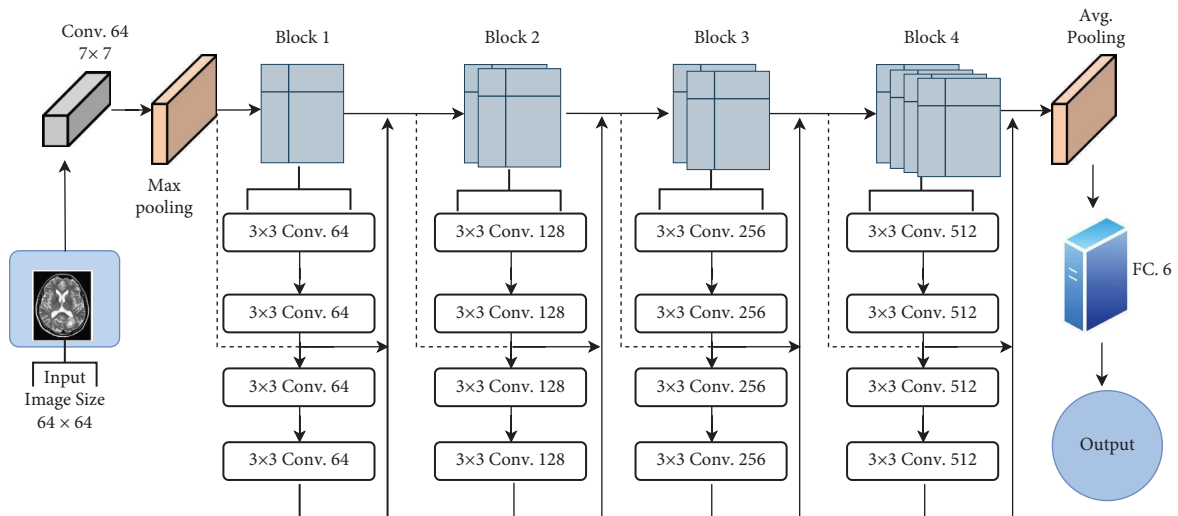 Conv. 64
7× 7
Max
pooling
Input
Image Size
64 × 64
Block 1
3×3 Conv. 64
3×3 Conv. 64
3×3 Conv. 64
3×3 Conv. 64
Block 2
3×3 Conv. 128
3×3 Conv. 128
3×3 Conv. 128
3×3 Conv. 128
Block 3
3×3 Conv. 256
3×3 Conv. 256
3×3 Conv. 256
3×3 Conv. 256
Block 4
3×3 Conv. 512
3×3 Conv. 512
3×3 Conv. 512
3×3 Conv. 512
Avg.
Pooling
FC. 6
Output